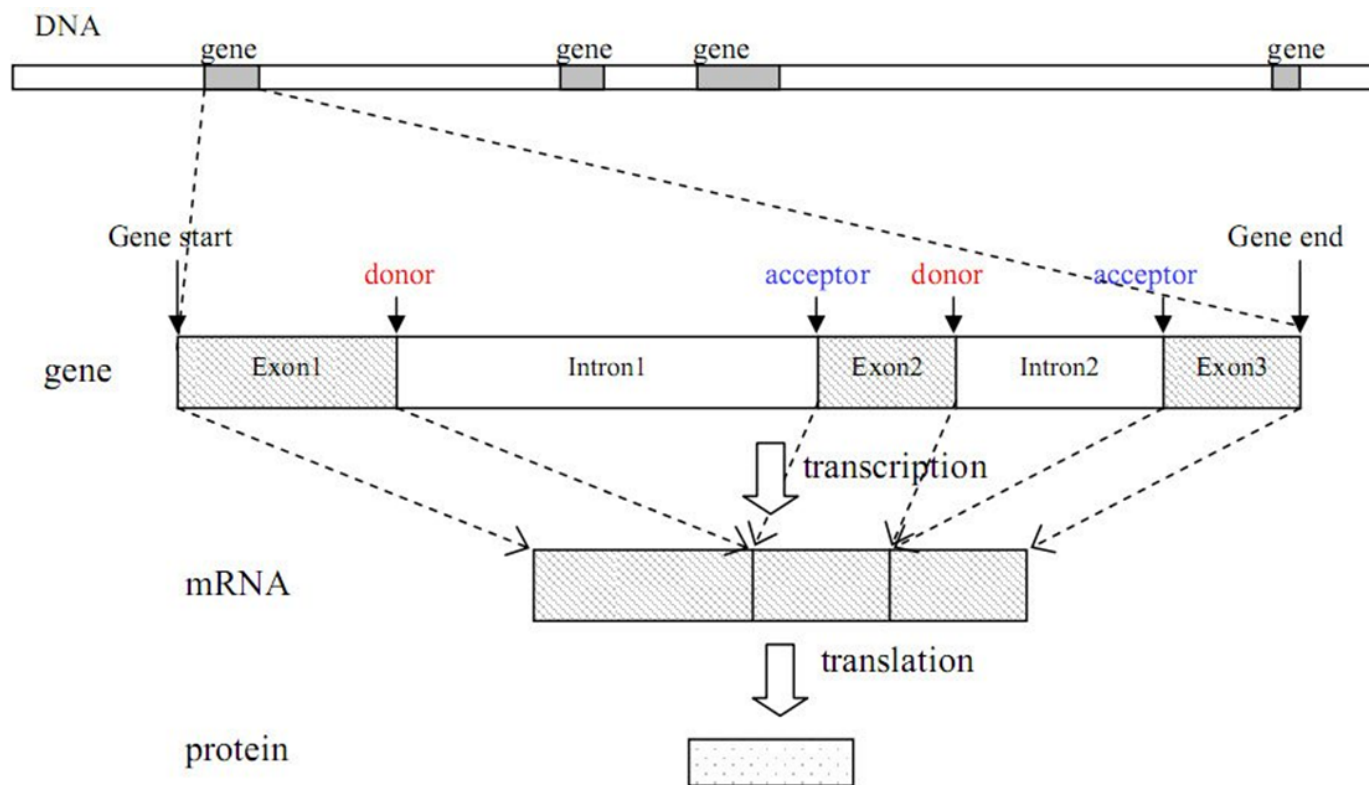 DNA
gene gene gene gene
Gene start Gene end
donor acceptor donor acceptor
gene Exon1 Intron1 Exon2 Intron2 Exon3
transcription
mRNA
translation
protein